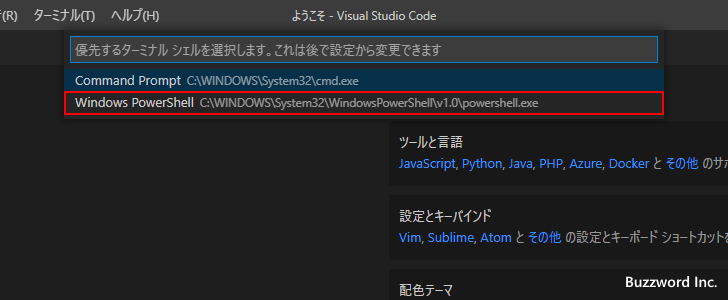 (R) ターミナル(T) ヘルプ(H) ようこそ - Visual Studio Code
優先するターミナル シェルを選択します。これは後で設定から変更できます
Command Prompt C:\WINDOWS\System32\cmd.exe
Windows PowerShell C:\WINDOWS\System32\WindowsPowerShell\v1.0\powershell.exe
ツールと言語
JavaScript, Python, Java, PHP, Azure, Docker と その他 のサ
設定とキーバインド
Vim, Sublime, Atom と その他 の設定とキーボード ショートカットを
配色テーマ
Buzzword Inc.